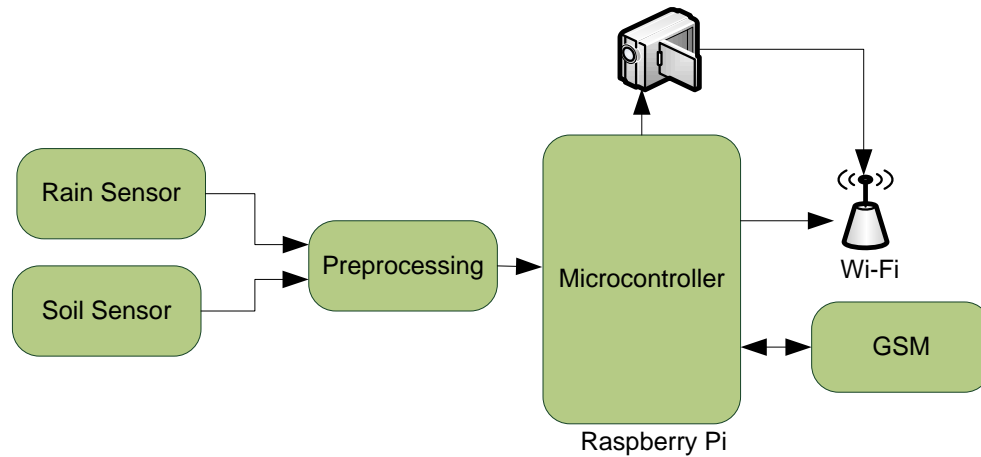 Rain Sensor
Soil Sensor
Preprocessing
Microcontroller
Raspberry Pi
Wi-Fi
GSM